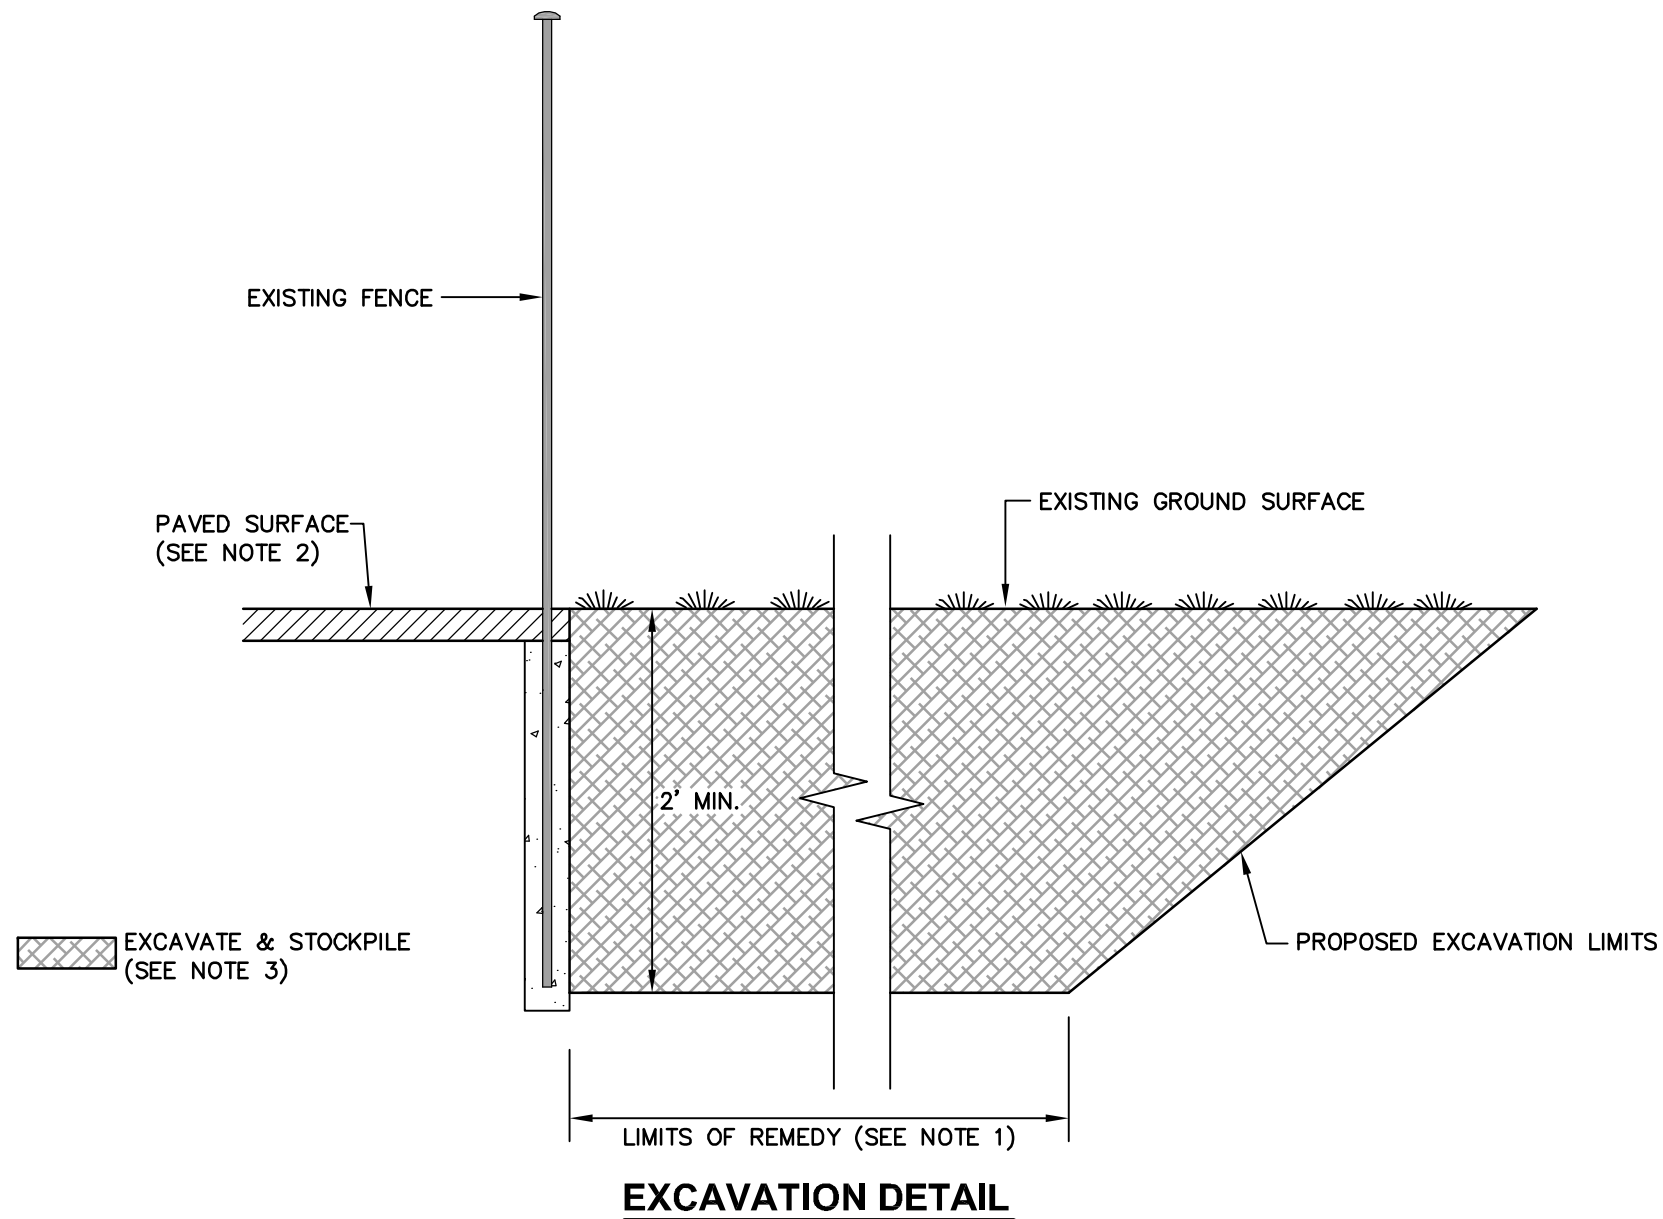 EXISTING FENCE
EXISTING GROUND SURFACE
PAVED SURFACE
(SEE NOTE 2)
2' MIN.
EXCAVATE & STOCKPILE
(SEE NOTE 3)
PROPOSED EXCAVATION LIMITS
LIMITS OF REMEDY (SEE NOTE 1)
EXCAVATION DETAIL